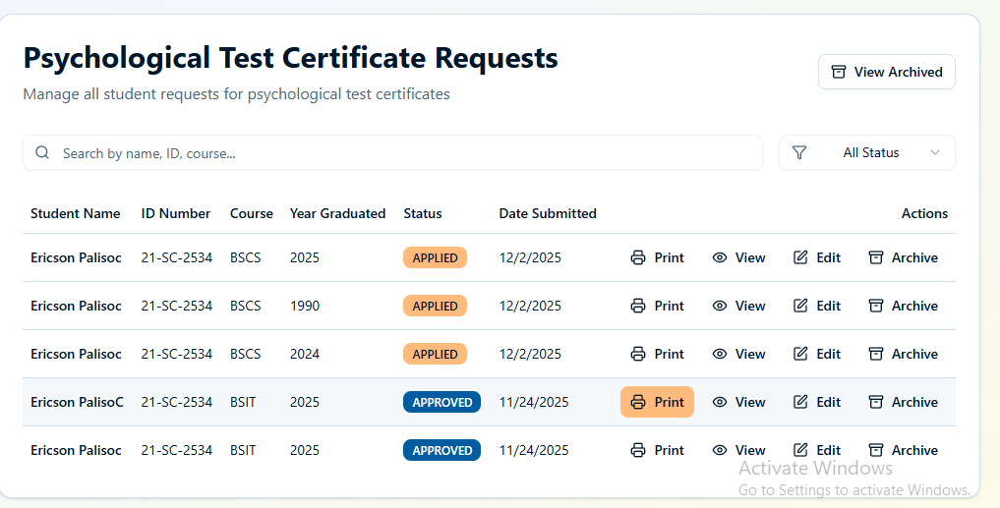 Psychological Test Certificate Requests
View Archived
Manage all student requests for psychological test certificates
Search by name, ID, course...
All Status
Student Name ID Number Course Year Graduated Status Date Submitted Actions
Ericson Palisoc 21-SC-2534 BSCS 2025 APPLIED 12/2/2025 Print View Edit Archive
Ericson Palisoc 21-SC-2534 BSCS 1990 APPLIED 12/2/2025 Print View Edit Archive
Ericson Palisoc 21-SC-2534 BSCS 2024 APPLIED 12/2/2025 Print View Edit Archive
Ericson PalisoC 21-SC-2534 BSIT 2025 APPROVED 11/24/2025 Print View Edit Archive
Ericson Palisoc 21-SC-2534 BSIT 2025 APPROVED 11/24/2025 Print View Edit Archive
Activate Windows
Go to Settings to activate Windows.